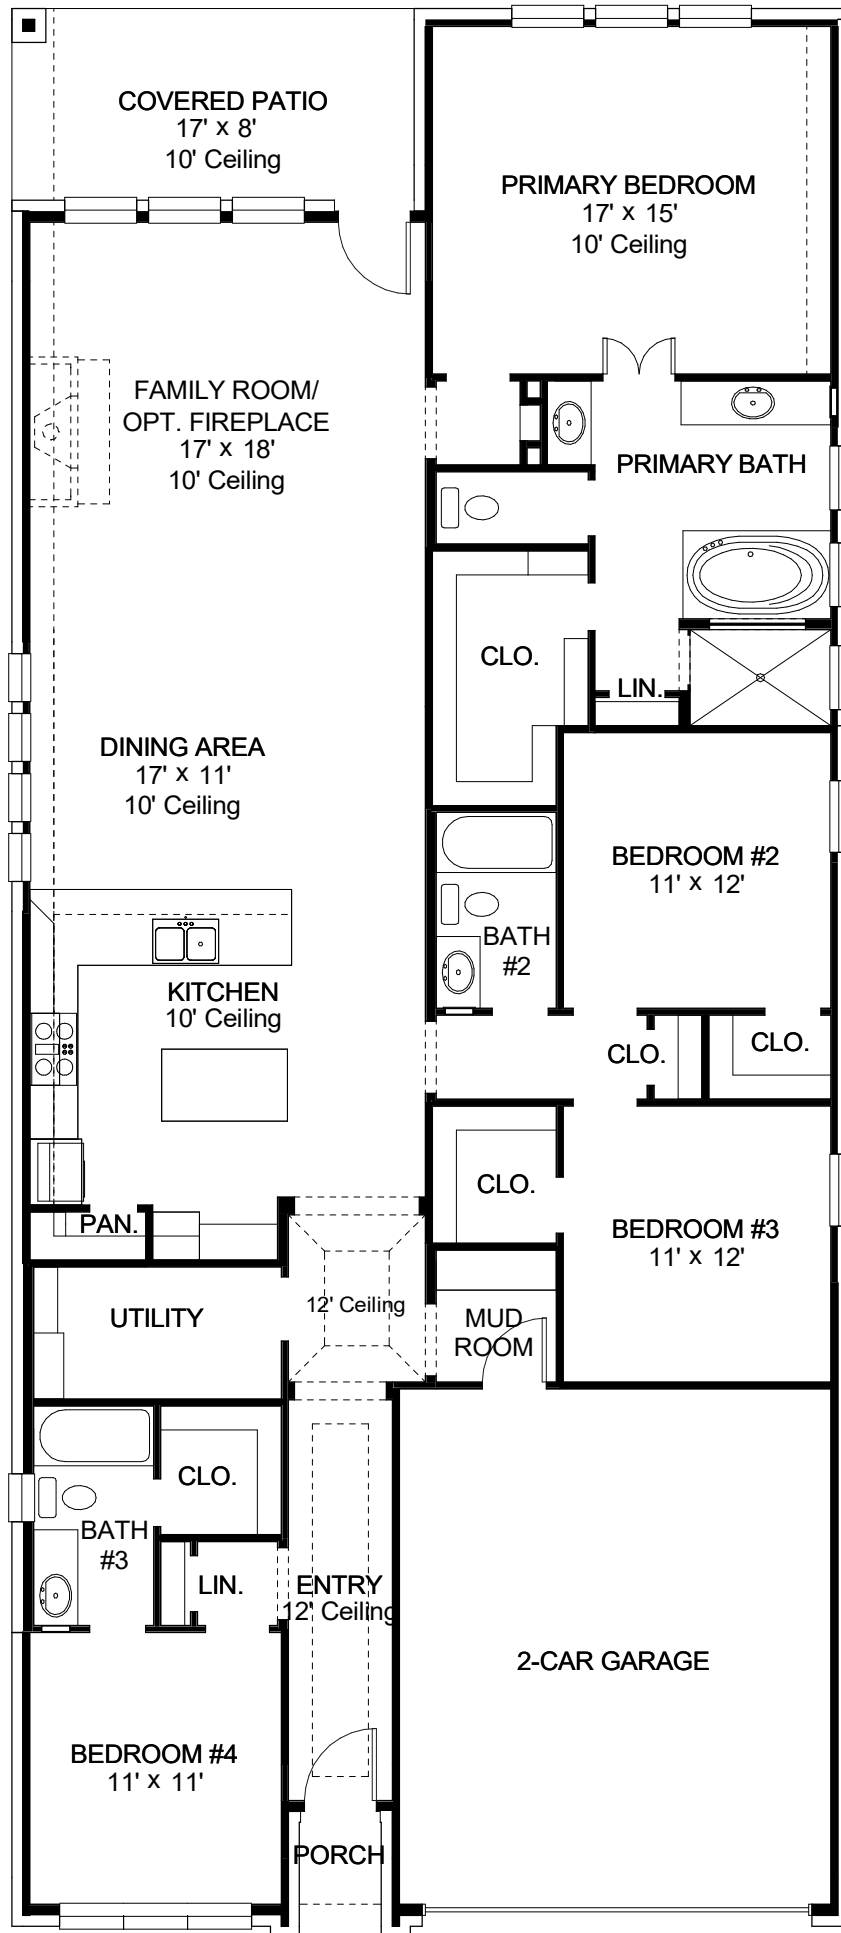 COVERED PATIO
17' x 8'
10' Ceiling
PRIMARY BEDROOM
17' x 15'
10' Ceiling
FAMILY ROOM/
OPT. FIREPLACE
17' x 18'
10' Ceiling
PRIMARY BATH
CLO.
LIN.
DINING AREA
17' x 11'
10' Ceiling
BEDROOM #2
11' x 12'
BATH
#2
KITCHEN
10' Ceiling
CLO.
CLO.
CLO.
PAN.
BEDROOM #3
11' x 12'
UTILITY
12' Ceiling
MUD
ROOM
CLO.
BATH
#3
LIN.
ENTRY
12' Ceiling
2-CAR GARAGE
BEDROOM #4
11' x 11'
PORCH